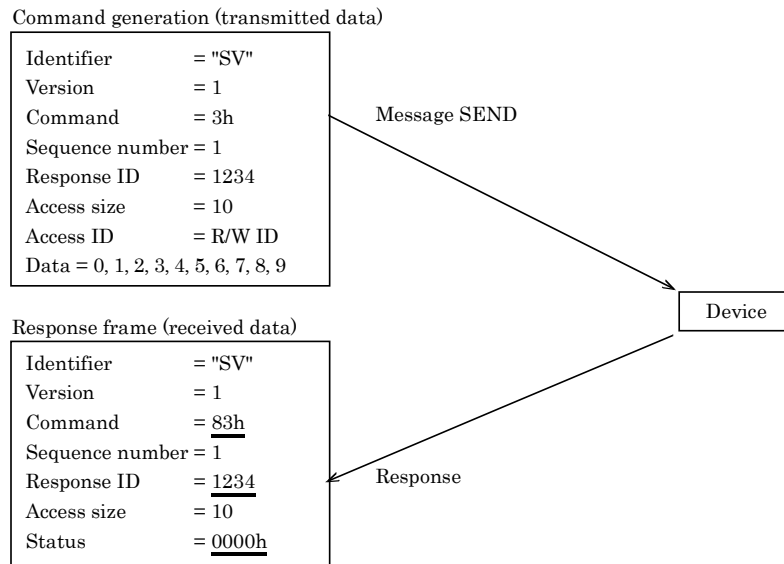 Command generation (transmitted data)
Identifier = "SV"
Version = 1
Command = 3h
Sequence number = 1
Response ID = 1234
Access size = 10
Access ID = R/W ID
Data = 0, 1, 2, 3, 4, 5, 6, 7, 8, 9
Message SEND
Device
Response frame (received data)
Identifier = "SV"
Version = 1
Command = 83h
Sequence number = 1
Response ID = 1234
Access size = 10
Status = 0000h
Response